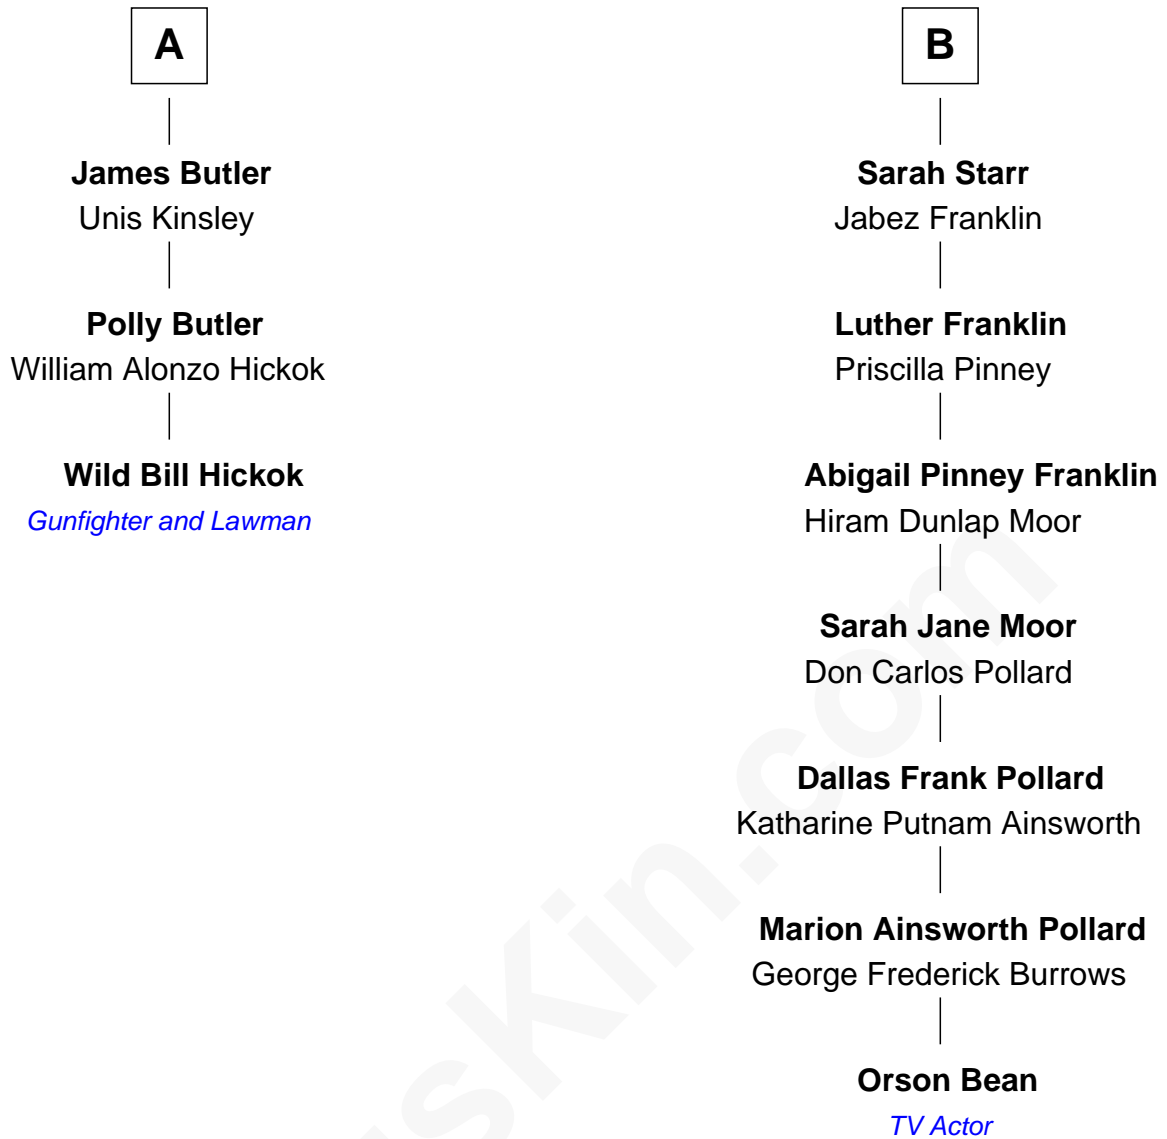 A
James Butler
Unis Kinsley
Polly Butler
William Alonzo Hickok
Wild Bill Hickok
Gunfighter and Lawman
B
Sarah Starr
Jabez Franklin
Luther Franklin
Priscilla Pinney
Abigail Pinney Franklin
Hiram Dunlap Moor
Sarah Jane Moor
Don Carlos Pollard
Dallas Frank Pollard
Katharine Putnam Ainsworth
Marion Ainsworth Pollard
George Frederick Burrows
Orson Bean
TV Actor
sKin.com